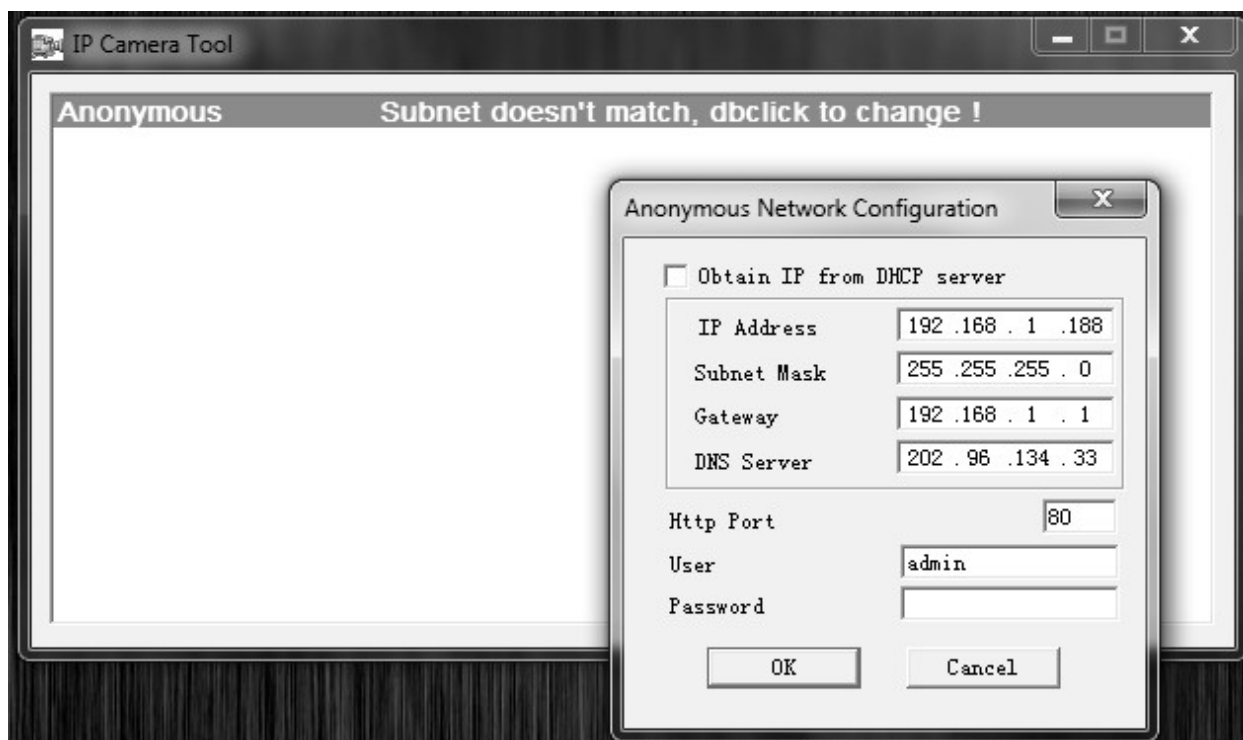 IP Camera Tool
Anonymous Subnet doesn't match, dbclick to change !
Anonymous Network Configuration
Obtain IP from DHCP server
IP Address 192 .168 . 1 .188
Subnet Mask 255 .255 .255 . 0
Gateway 192 .168 . 1 . 1
DNS Server 202 . 96 .134 . 33
Http Port 80
User admin
Password
OK Cancel